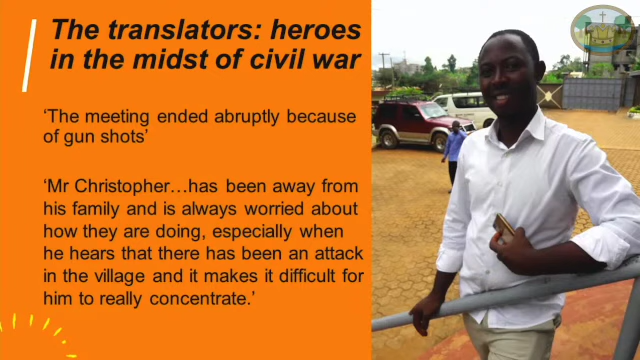 The translators: heroes
in the midst of civil war
‘The meeting ended abruptly because
of gun shots’
‘Mr Christopher…has been away from
his family and is always worried about
how they are doing, especially when
he hears that there has been an attack
in the village and it makes it difficult for
him to really concentrate.’